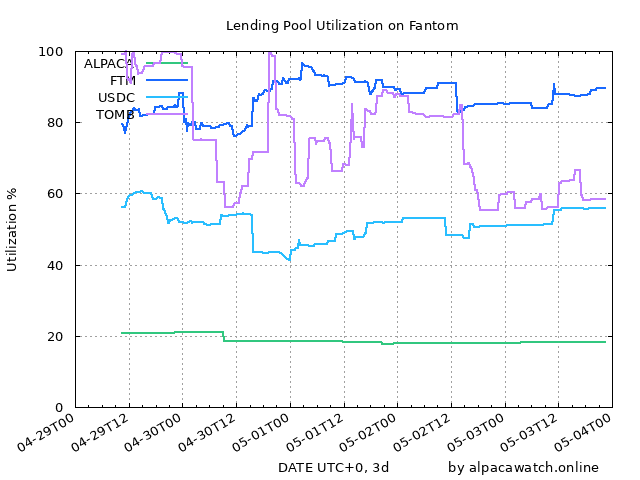 Lending Pool Utilization on Fantom
Utilization %
100
80
60
40
20
0
ALPACA
FTM
USDC
TOMB
04-29T00
04-29T12
04-30T00
04-30T12
05-01T00
05-01T12
05-02T00
05-02T12
05-03T00
05-03T12
05-04T00
DATE UTC+0, 3d
by alpacawatch.online